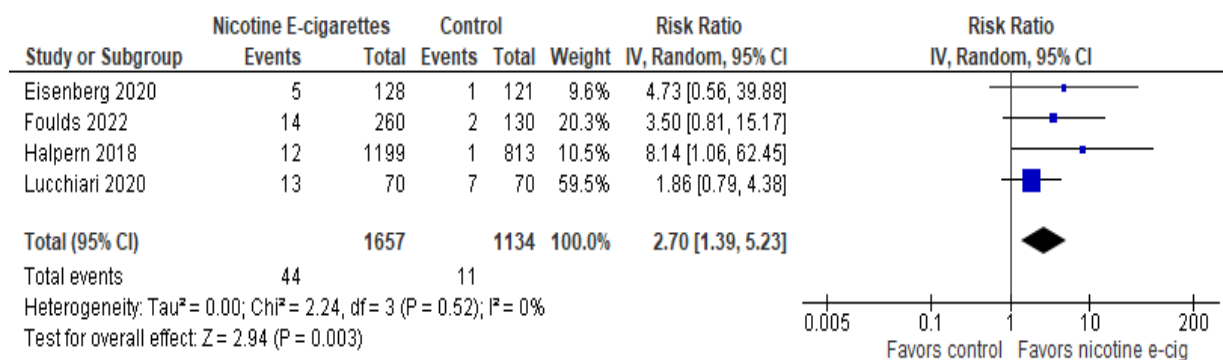 Nicotine E-cigarettes Control Risk Ratio Risk Ratio
Study or Subgroup Events Total Events Total Weight IV, Random, 95% CI IV, Random, 95% CI
Eisenberg 2020 5 128 1 121 9.6% 4.73 [0.56, 39.88]
Foulds 2022 14 260 2 130 20.3% 3.50 [0.81, 15.17]
Halpern 2018 12 1199 1 813 10.5% 8.14 [1.06, 62.45]
Lucchiari 2020 13 70 7 70 59.5% 1.86 [0.79, 4.38]
Total (95% CI) 1657 1134 100.0% 2.70 [1.39, 5.23]
Total events 44 11
Heterogeneity: Tau² = 0.00; Chi² = 2.24, df = 3 (P = 0.52); I² = 0%
Test for overall effect: Z = 2.94 (P = 0.003)
0.005 0.1 1 10 200
Favors control Favors nicotine e-cig